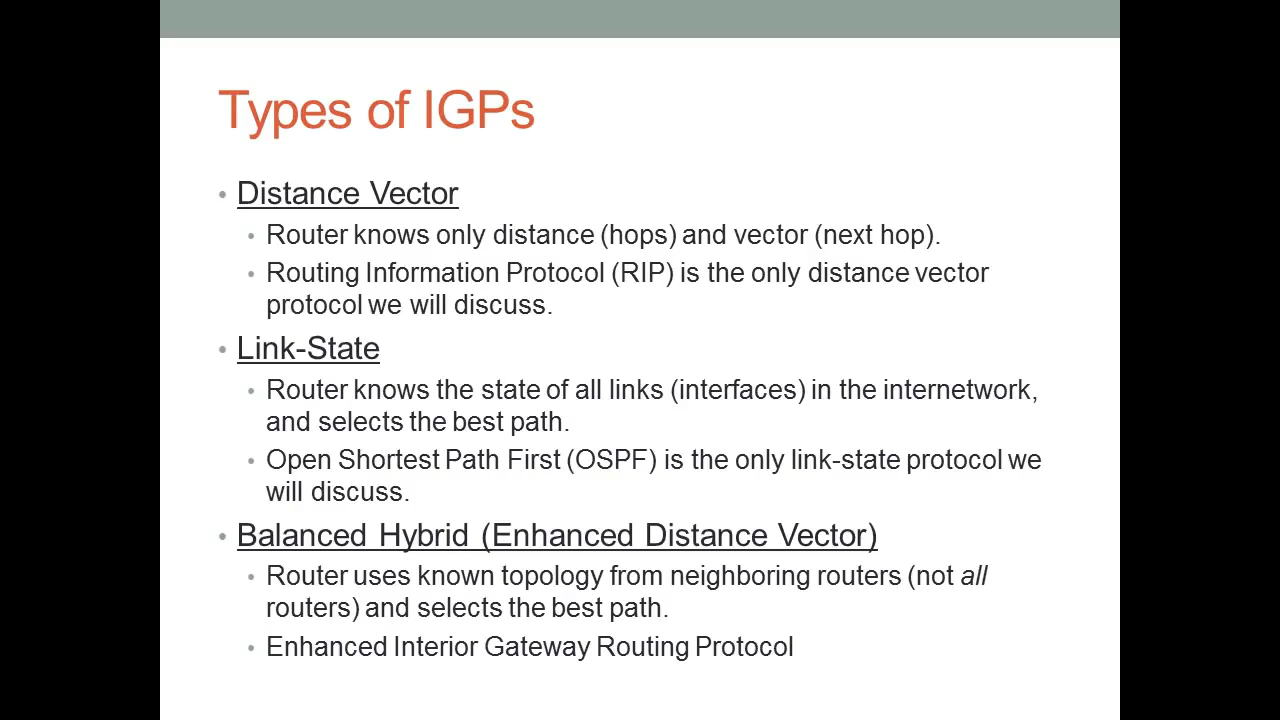 Types of IGPs
• Distance Vector
• Router knows only distance (hops) and vector (next hop).
• Routing Information Protocol (RIP) is the only distance vector
protocol we will discuss.
• Link-State
• Router knows the state of all links (interfaces) in the internetwork,
and selects the best path.
• Open Shortest Path First (OSPF) is the only link-state protocol we
will discuss.
• Balanced Hybrid (Enhanced Distance Vector)
• Router uses known topology from neighboring routers (not all
routers) and selects the best path.
• Enhanced Interior Gateway Routing Protocol